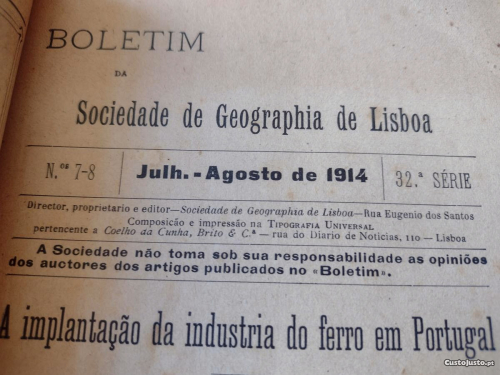 BOLETIM
DA
Sociedade de Geographia de Lisboa
N.os 7-8 Julh.-Agosto de 1914 32.ª SÉRIE
Director, proprietario e editor—Sociedade de Geographia de Lisboa—Rua Eugenio dos Santos
Composição e impressão na TIPOGRAFIA UNIVERSAL
pertencente a Coelho da Cunha, Brito & C.ª — rua do Diario de Noticias, 110 — Lisboa
A Sociedade não toma sob sua responsabilidade as opiniões
dos auctores dos artigos publicados no «Boletim».
A implantação da industria do ferro em Portugal
CustoJusto.pt